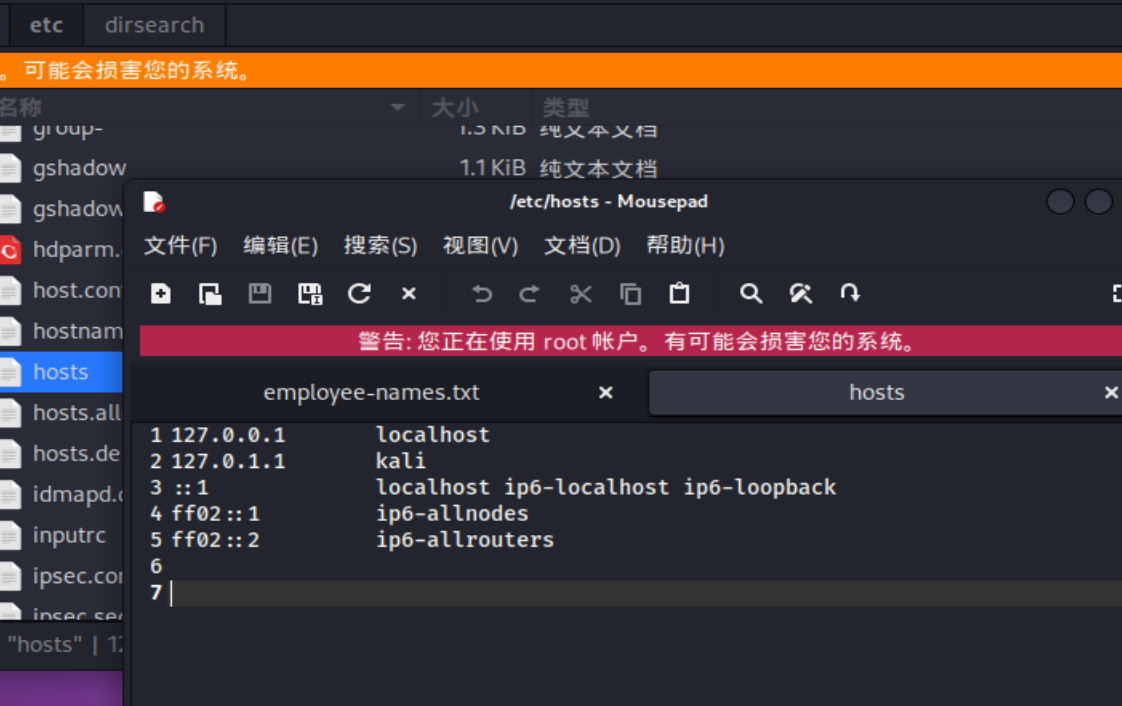 etc dirsearch
。可能会损害您的系统。
名称 大小 类型
group- 1.3 KiB 纯文本文档
gshadow 1.1 KiB 纯文本文档
gshadow
hdparm.
host.con
hostnam
hosts
hosts.all
hosts.de
idmapd.c
inputrc
ipsec.con
ipsec.sec
"hosts" | 12
/etc/hosts - Mousepad
文件(F) 编辑(E) 搜索(S) 视图(V) 文档(D) 帮助(H)
警告: 您正在使用 root 帐户。有可能会损害您的系统。
employee-names.txt hosts
1 127.0.0.1 localhost
2 127.0.1.1 kali
3 ::1 localhost ip6-localhost ip6-loopback
4 ff02::1 ip6-allnodes
5 ff02::2 ip6-allrouters
6
7